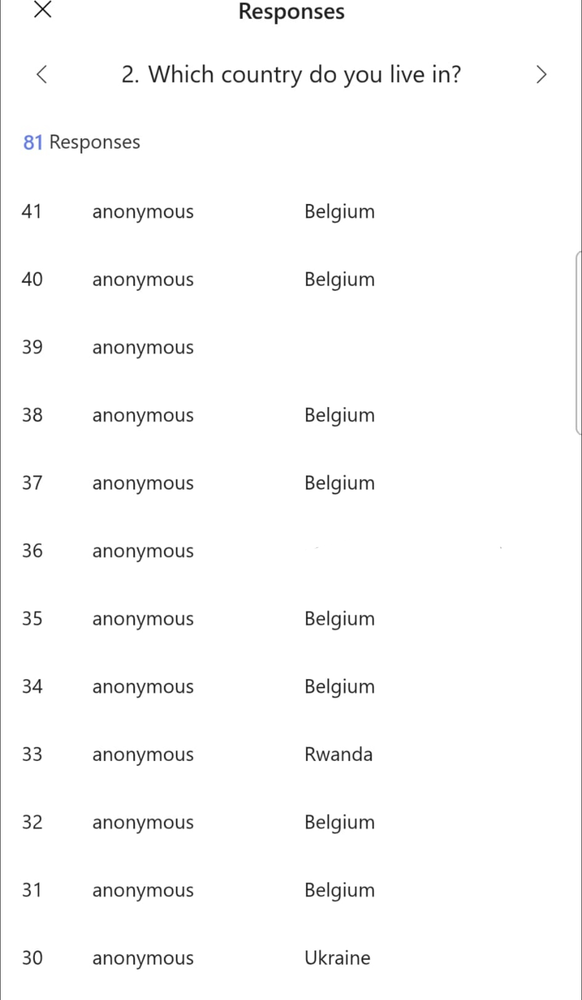 Responses
2. Which country do you live in?
81 Responses
41 anonymous Belgium
40 anonymous Belgium
39 anonymous
38 anonymous Belgium
37 anonymous Belgium
36 anonymous
35 anonymous Belgium
34 anonymous Belgium
33 anonymous Rwanda
32 anonymous Belgium
31 anonymous Belgium
30 anonymous Ukraine